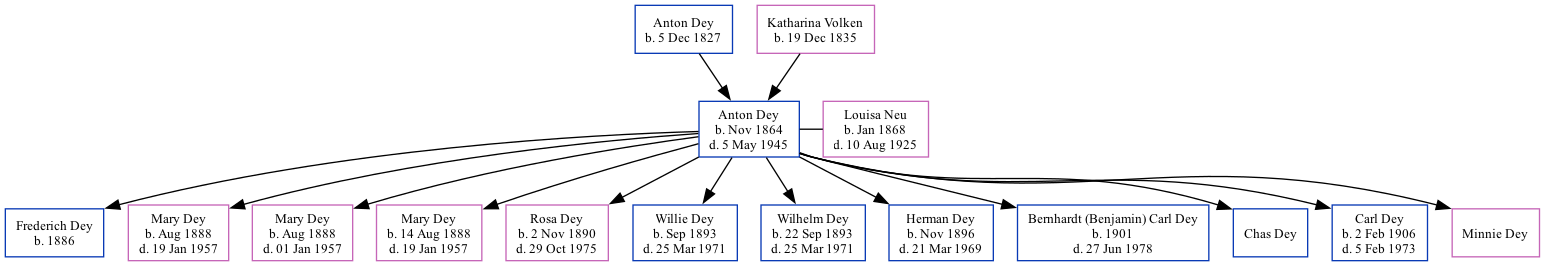 Anton Dey
b. 5 Dec 1827
Katharina Volken
b. 19 Dec 1835
Anton Dey
b. Nov 1864
d. 5 May 1945
Louisa Neu
b. Jan 1868
d. 10 Aug 1925
Frederich Dey
b. 1886
Mary Dey
b. Aug 1888
d. 19 Jan 1957
Mary Dey
b. Aug 1888
d. 01 Jan 1957
Mary Dey
b. 14 Aug 1888
d. 19 Jan 1957
Rosa Dey
b. 2 Nov 1890
d. 29 Oct 1975
Willie Dey
b. Sep 1893
d. 25 Mar 1971
Wilhelm Dey
b. 22 Sep 1893
d. 25 Mar 1971
Herman Dey
b. Nov 1896
d. 21 Mar 1969
Bernhardt (Benjamin) Carl Dey
b. 1901
d. 27 Jun 1978
Chas Dey
Carl Dey
b. 2 Feb 1906
d. 5 Feb 1973
Minnie Dey